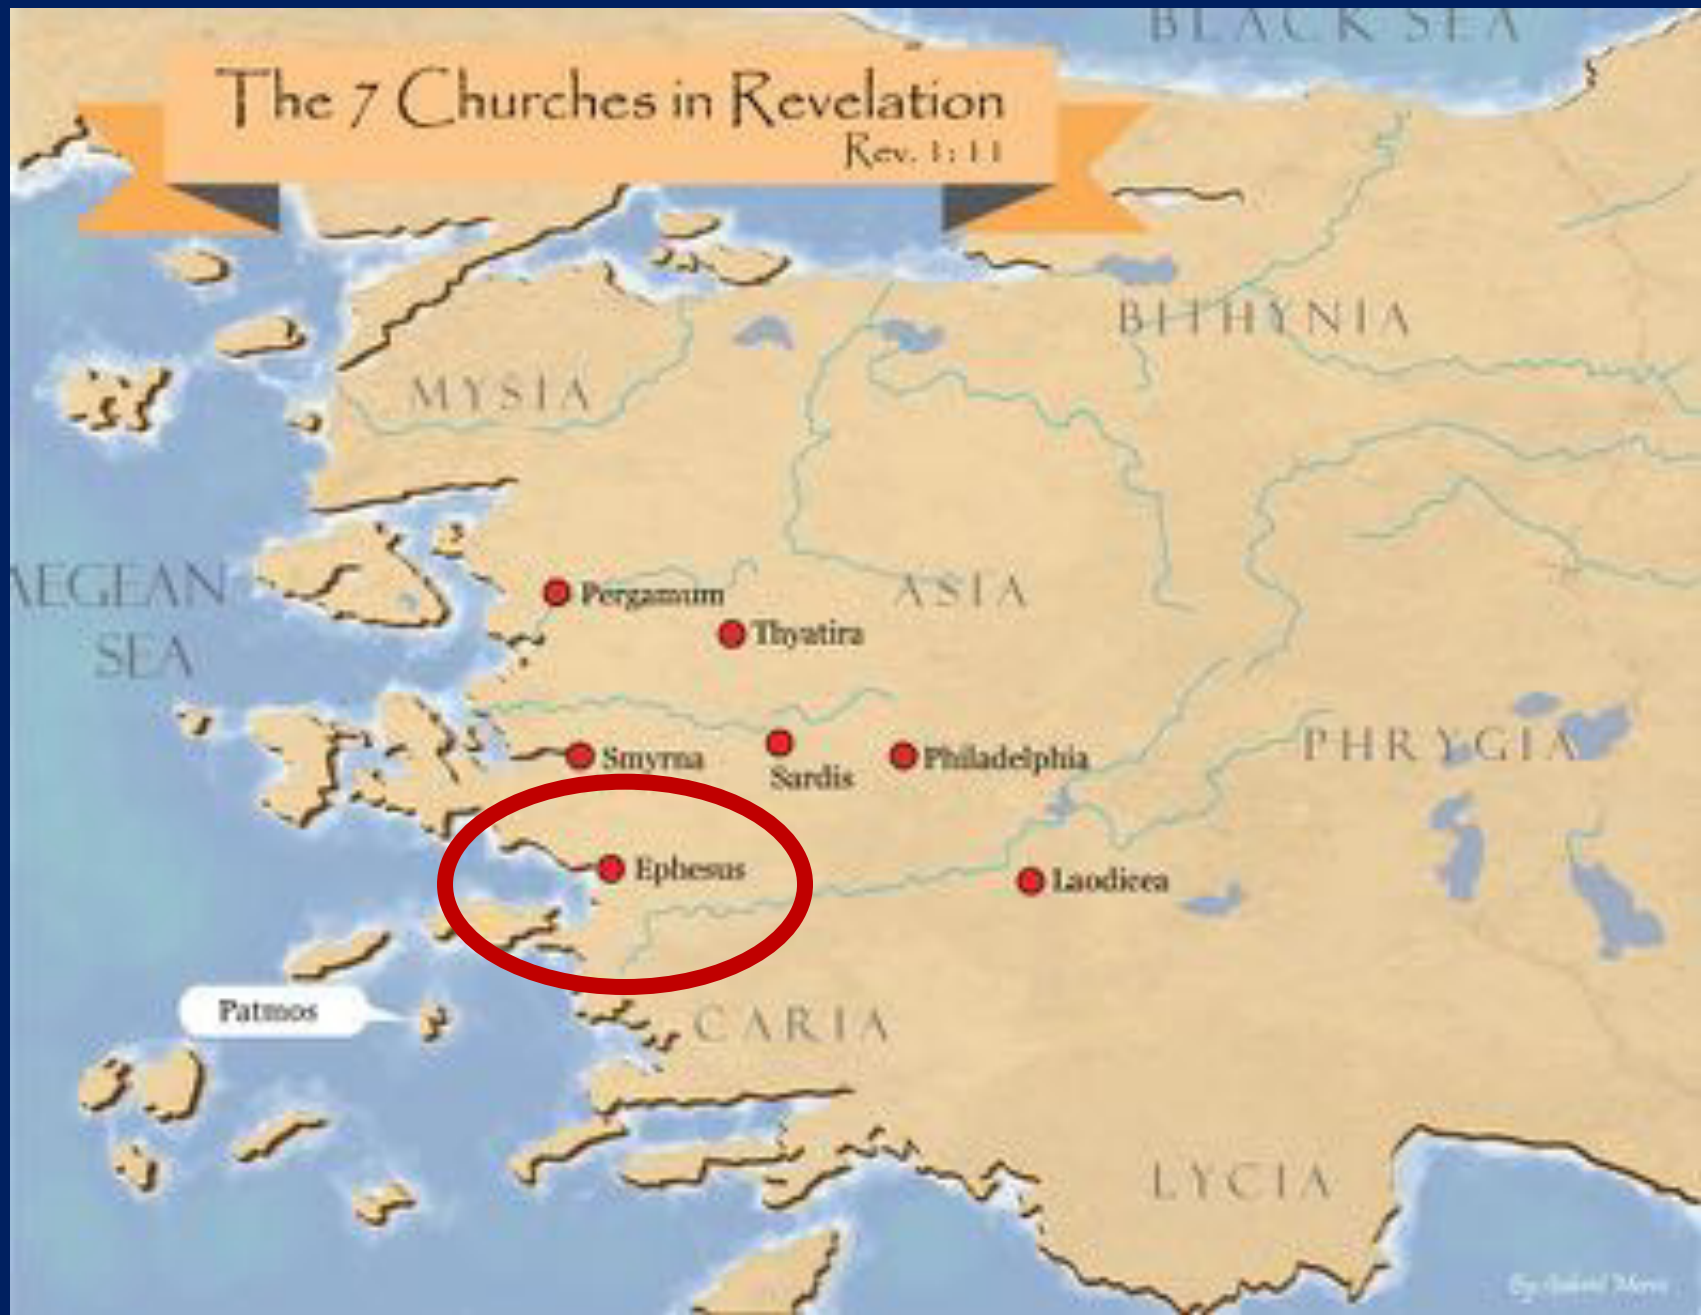 BLACK SEA
The 7 Churches in Revelation
Rev. 1:11
BITHYNIA
MYSIA
AEGEAN
SEA
ASIA
Pergamum
Thyatira
PHRYGIA
Smyrna
Sardis
Philadelphia
Ephesus
Laodicea
Patmos
CARIA
LYCIA
By: